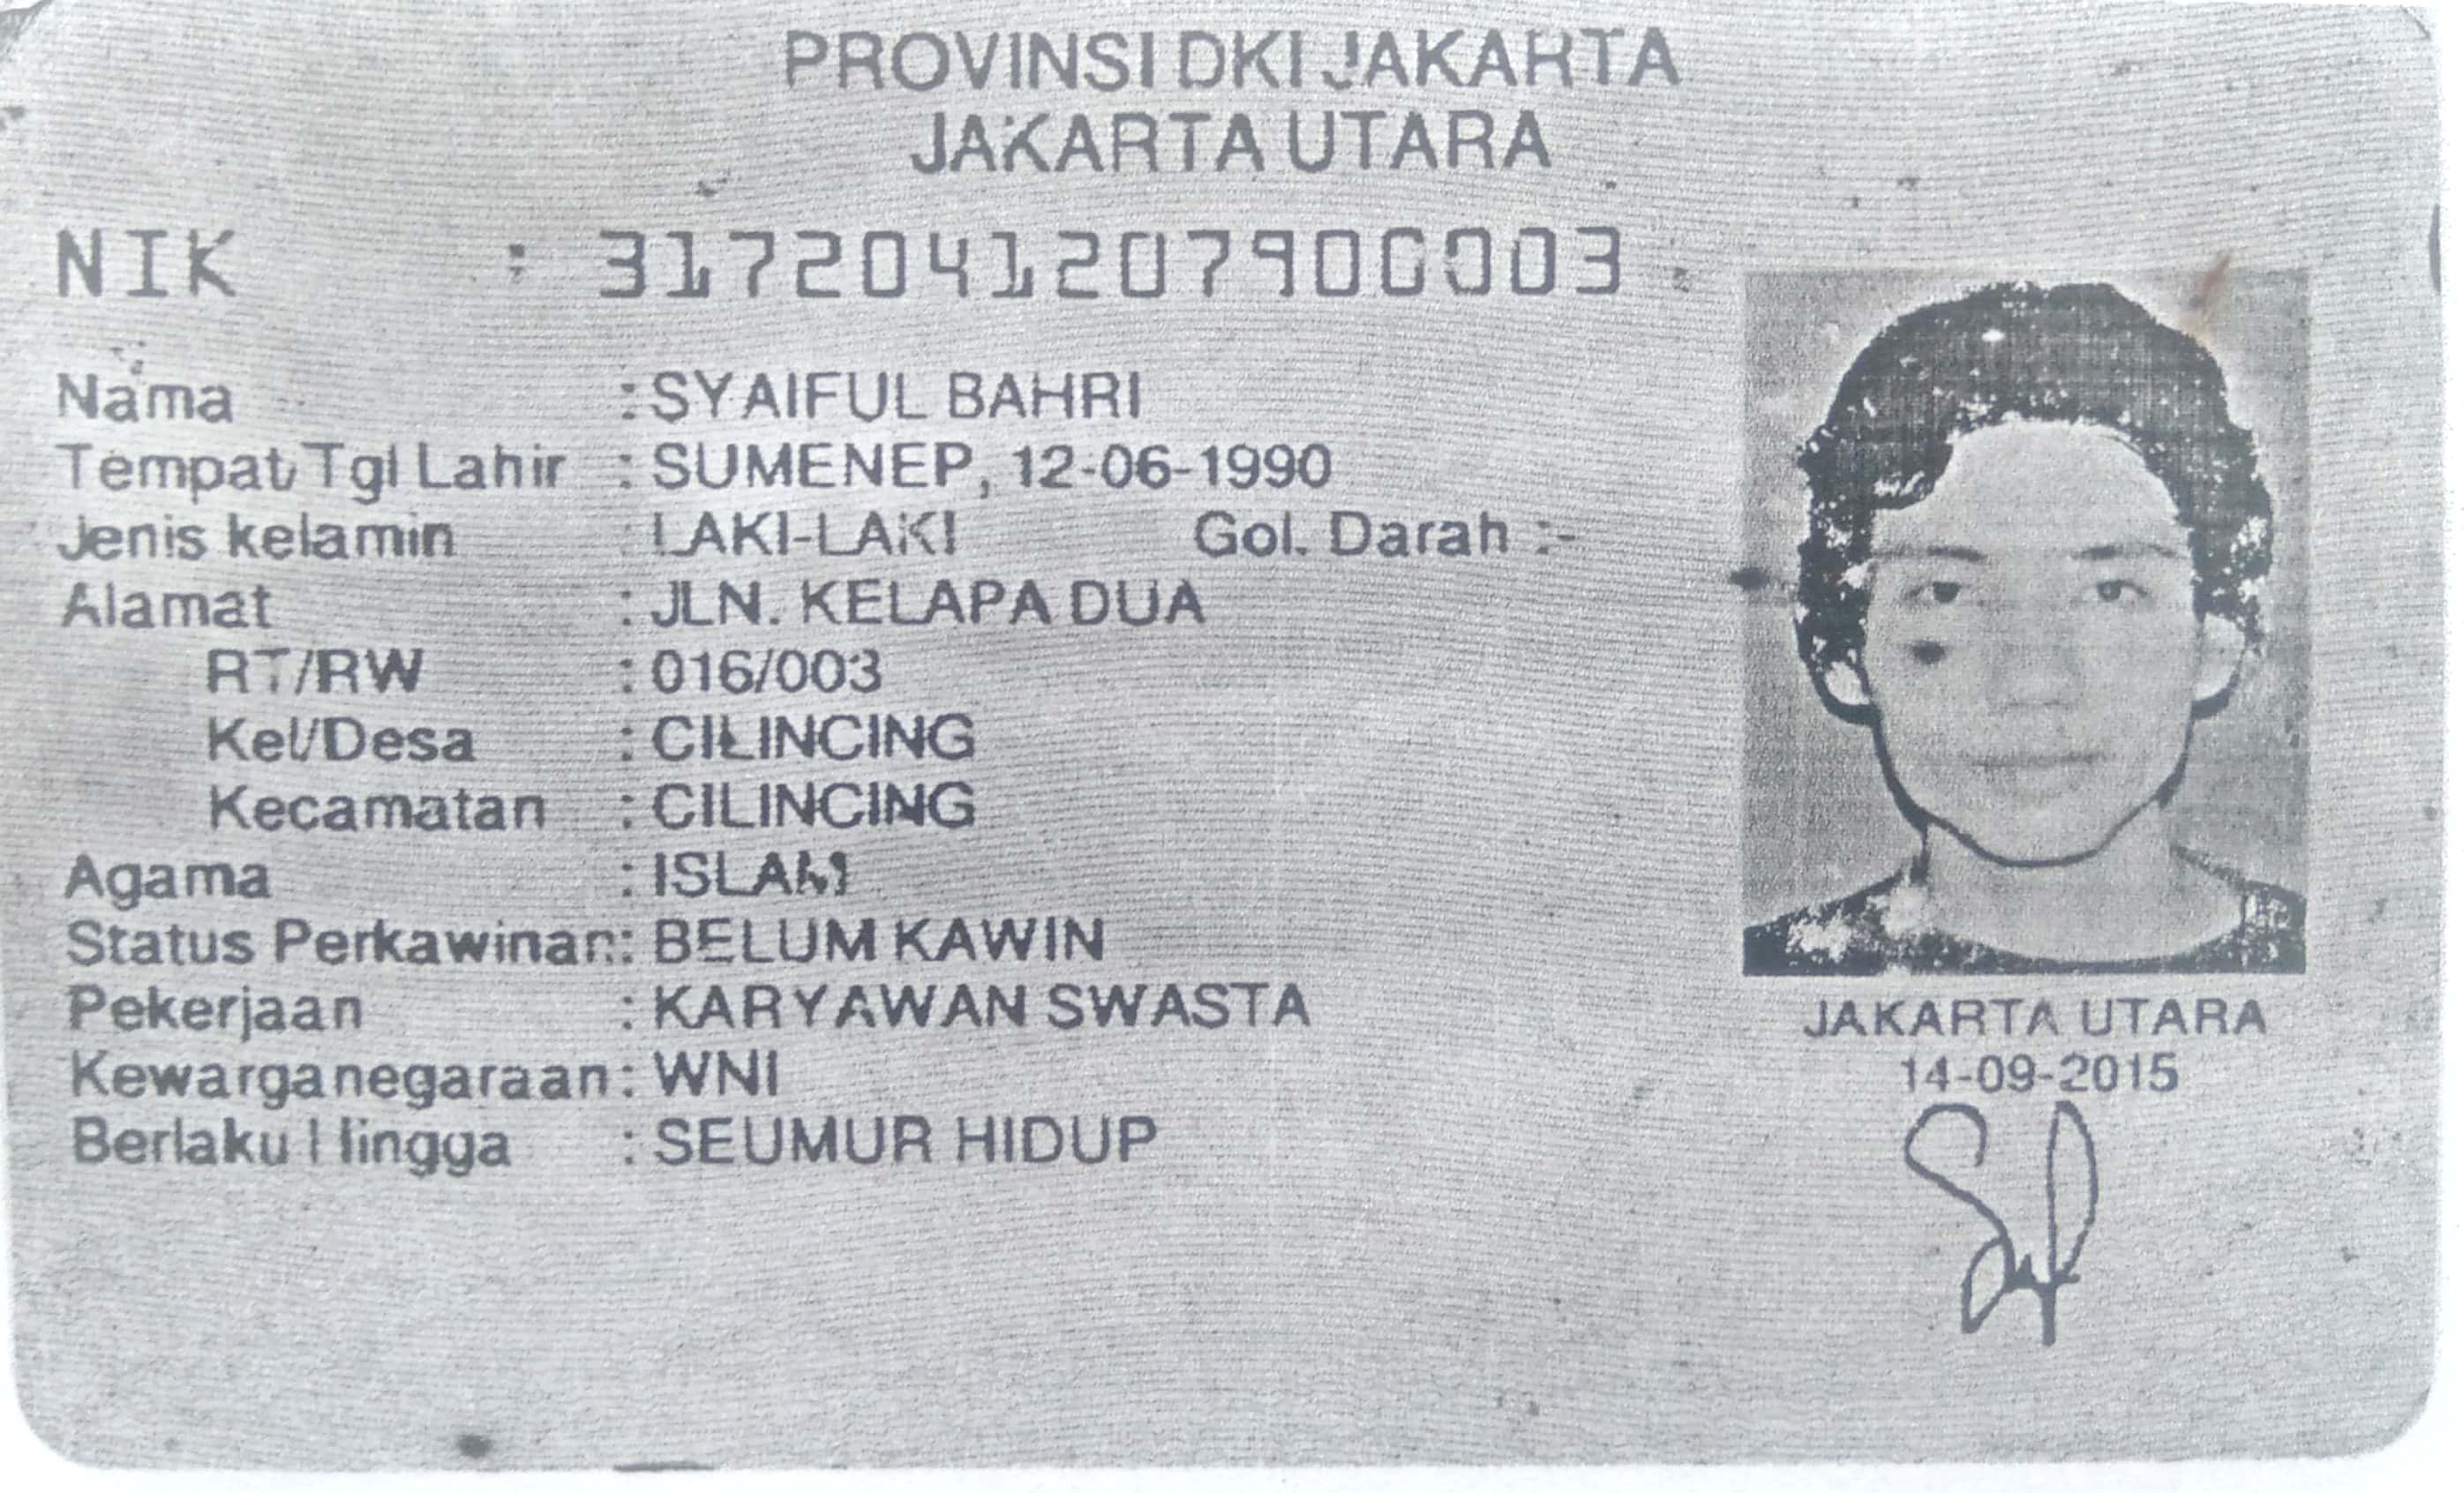 PROVINSI DKI JAKARTA
JAKARTA UTARA
NIK : 3172041207900003
Nama : SYAIFUL BAHRI
Tempat/Tgl Lahir : SUMENEP, 12-06-1990
Jenis kelamin : LAKI-LAKI Gol. Darah :-
Alamat : JLN. KELAPA DUA
RT/RW : 016/003
Kel/Desa : CILINCING
Kecamatan : CILINCING
Agama : ISLAM
Status Perkawinan: BELUM KAWIN
Pekerjaan : KARYAWAN SWASTA
Kewarganegaraan: WNI
Berlaku Hingga : SEUMUR HIDUP
JAKARTA UTARA
14-09-2015